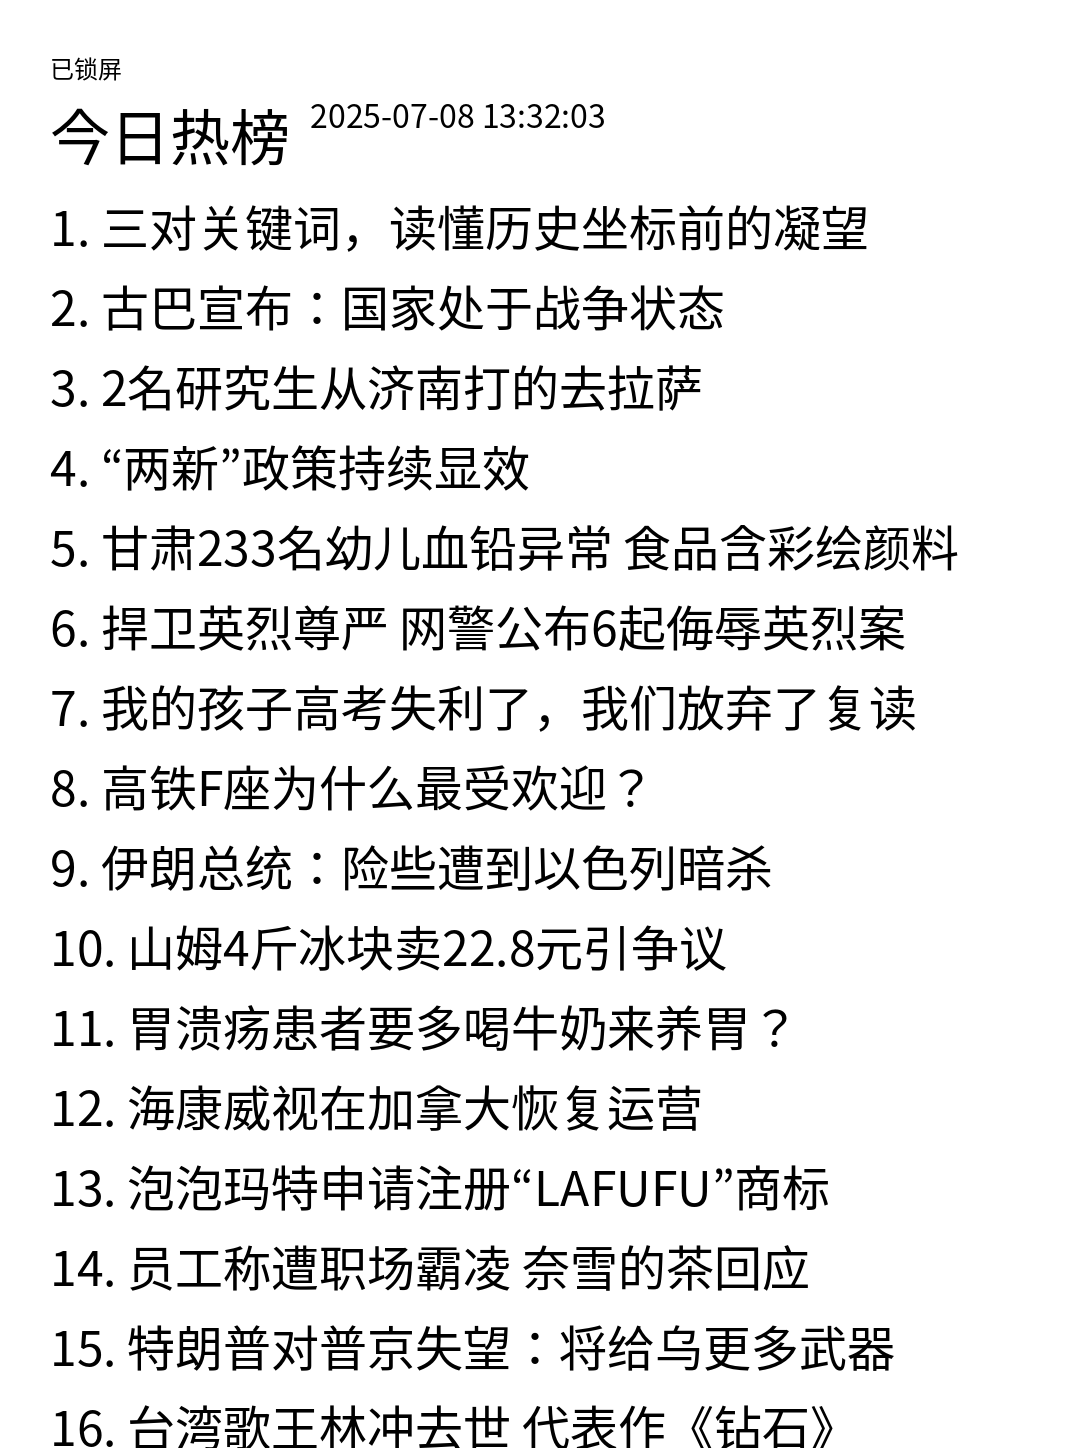 已锁屏
今日热榜 2025-07-08 13:32:03
1. 三对关键词，读懂历史坐标前的凝望
2. 古巴宣布：国家处于战争状态
3. 2名研究生从济南打的去拉萨
4. “两新”政策持续显效
5. 甘肃233名幼儿血铅异常 食品含彩绘颜料
6. 捍卫英烈尊严 网警公布6起侮辱英烈案
7. 我的孩子高考失利了，我们放弃了复读
8. 高铁F座为什么最受欢迎？
9. 伊朗总统：险些遭到以色列暗杀
10. 山姆4斤冰块卖22.8元引争议
11. 胃溃疡患者要多喝牛奶来养胃？
12. 海康威视在加拿大恢复运营
13. 泡泡玛特申请注册“LAFUFU”商标
14. 员工称遭职场霸凌 奈雪的茶回应
15. 特朗普对普京失望：将给乌更多武器
16. 台湾歌王林冲去世 代表作《钻石》